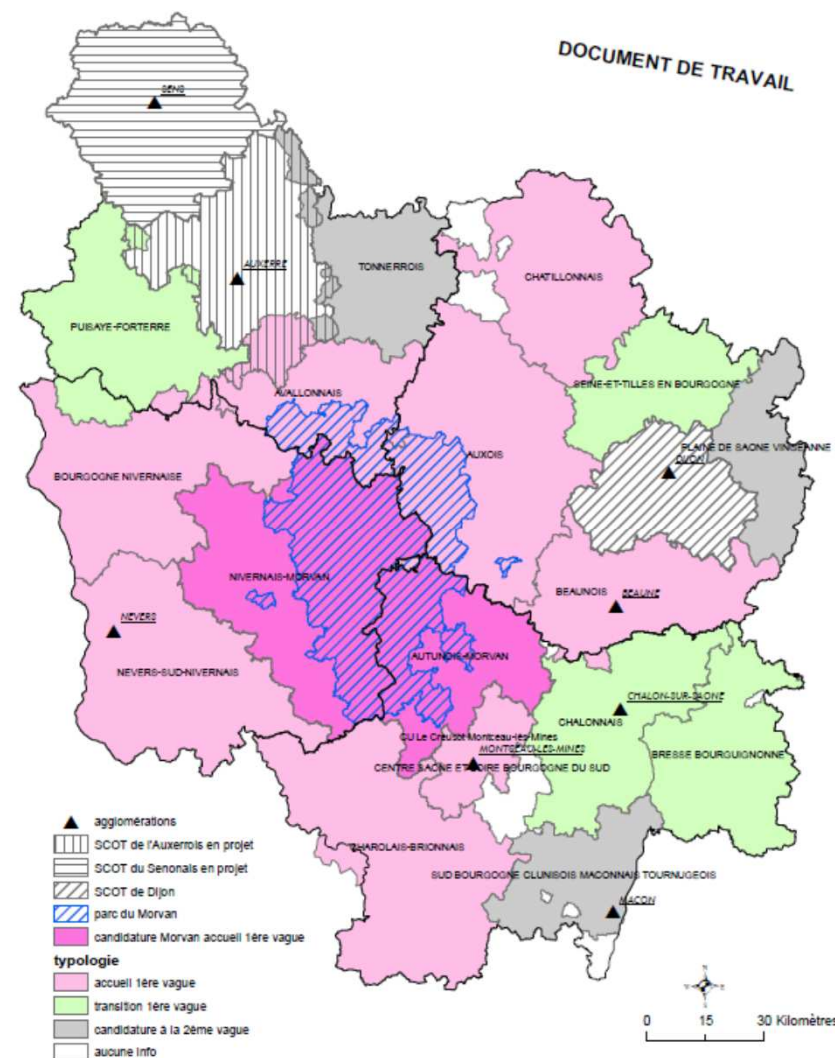 DOCUMENT DE TRAVAIL
SENS
AUXERRE
TONNERROIS
CHATILLONNAIS
PUISAYE-FORTERRE
SEINE-ET-TILLES EN BOURGOGNE
AVALLONNAIS
PLAINE DE SAONE VINGEANNE
BOURGOGNE NIVERNAISE
AUXOIS
DIJON
NIVERNAIS-MORVAN
BEAUNOIS
BEAUNE
NEVERS
AUTUNOIS-MORVAN
NEVERS-SUD-NIVERNAIS
CHALON-SUR-SAONE
CHALONNAIS
CU Le Creusot Montceau-les-Mines
MONTCEAU-LES-MINES
BRESSE BOURGUIGNONNE
CENTRE SAONE ET LOIRE BOURGOGNE DU SUD
CHAROLAIS-BRIONNAIS
SUD BOURGOGNE CLUNISOIS MACONNAIS TOURNUGEOIS
MACON
agglomérations
SCOT de l'Auxerrois en projet
SCOT du Senonais en projet
SCOT de Dijon
parc du Morvan
candidature Morvan accueil 1ère vague
typologie
accueil 1ère vague
transition 1ère vague
candidature à la 2ème vague
aucune info
0 15 30 Kilomètres